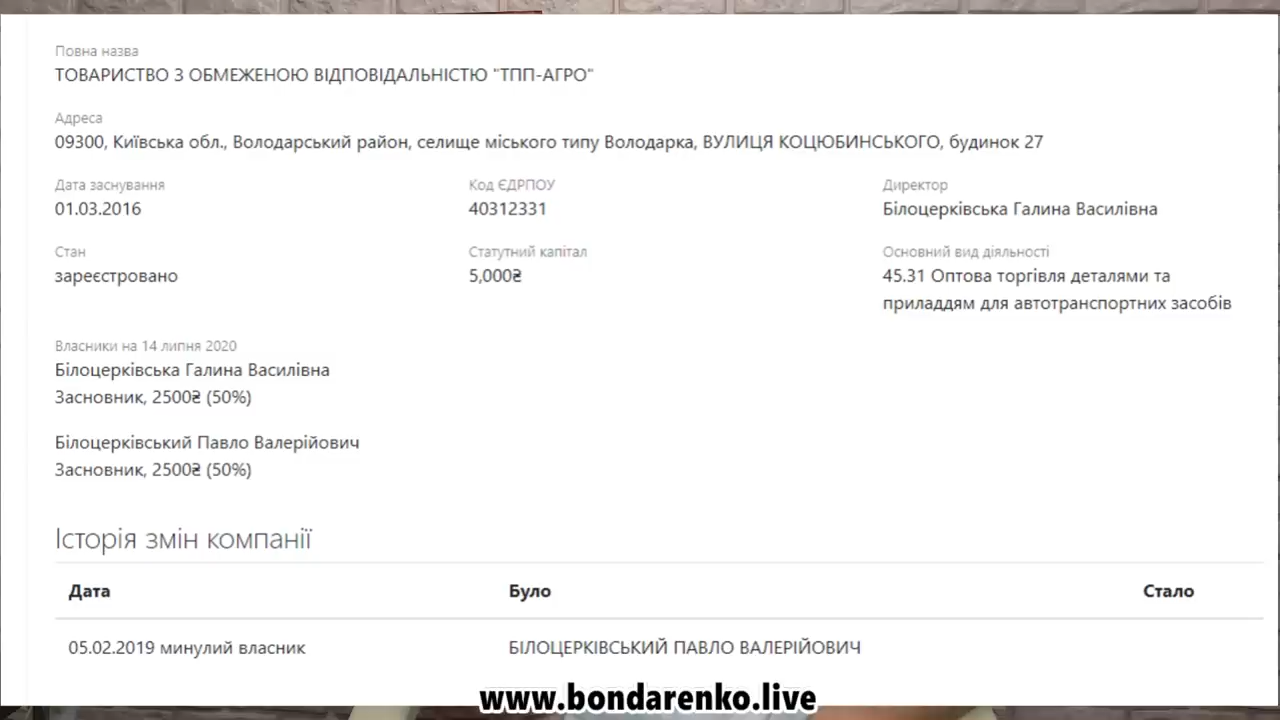 Повна назва
ТОВАРИСТВО З ОБМЕЖЕНОЮ ВІДПОВІДАЛЬНІСТЮ "ТПП-АГРО"
Адреса
09300, Київська обл., Володарський район, селище міського типу Володарка, ВУЛИЦЯ КОЦЮБИНСЬКОГО, будинок 27
Дата заснування
01.03.2016
Код ЄДРПОУ
40312331
Директор
Білоцерківська Галина Василівна
Стан
зареєстровано
Статутний капітал
5,000₴
Основний вид діяльності
45.31 Оптова торгівля деталями та
приладдям для автотранспортних засобів
Власники на 14 липня 2020
Білоцерківська Галина Василівна
Засновник, 2500₴ (50%)
Білоцерківський Павло Валерійович
Засновник, 2500₴ (50%)
Історія змін компанії
Дата Було Стало
05.02.2019 минулий власник БІЛОЦЕРКІВСЬКИЙ ПАВЛО ВАЛЕРІЙОВИЧ
www.bondarenko.live